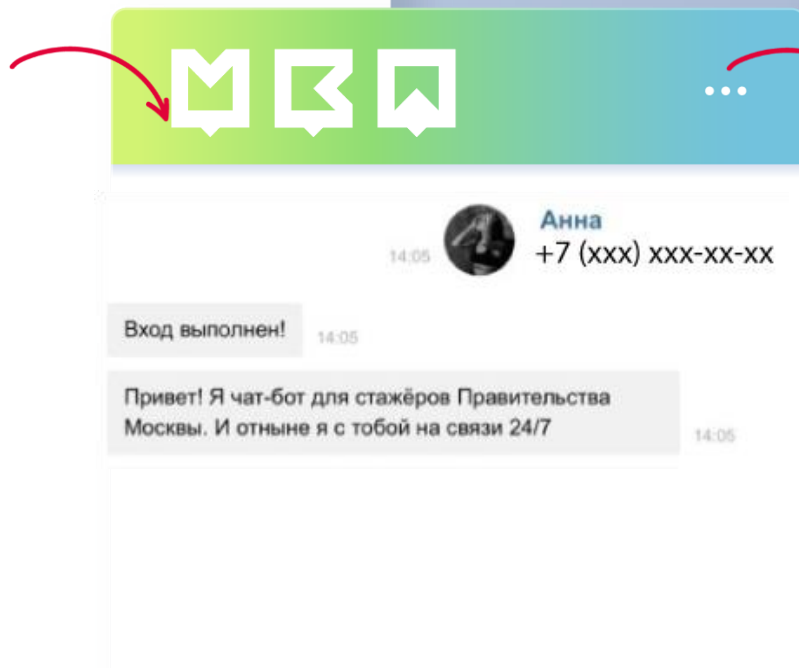 14:05
Анна
+7 (xxx) xxx-xx-xx
Вход выполнен!
14:05
Привет! Я чат-бот для стажёров Правительства
Москвы. И отныне я с тобой на связи 24/7
14:05